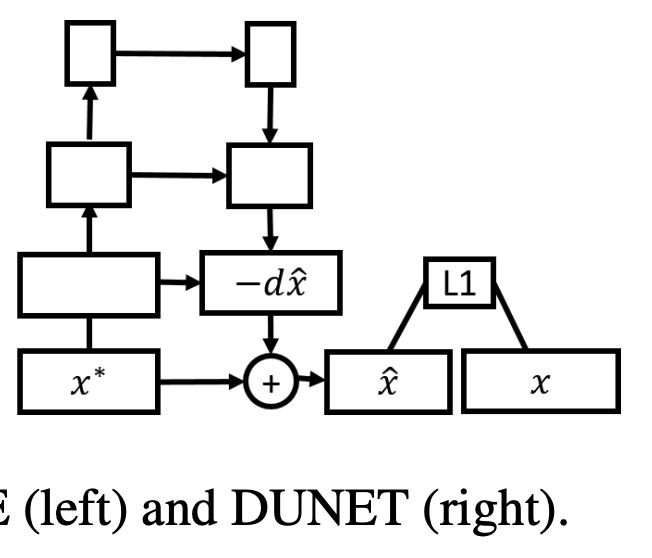 −dx̂
L1
x*
+
x̂
x
E (left) and DUNET (right).